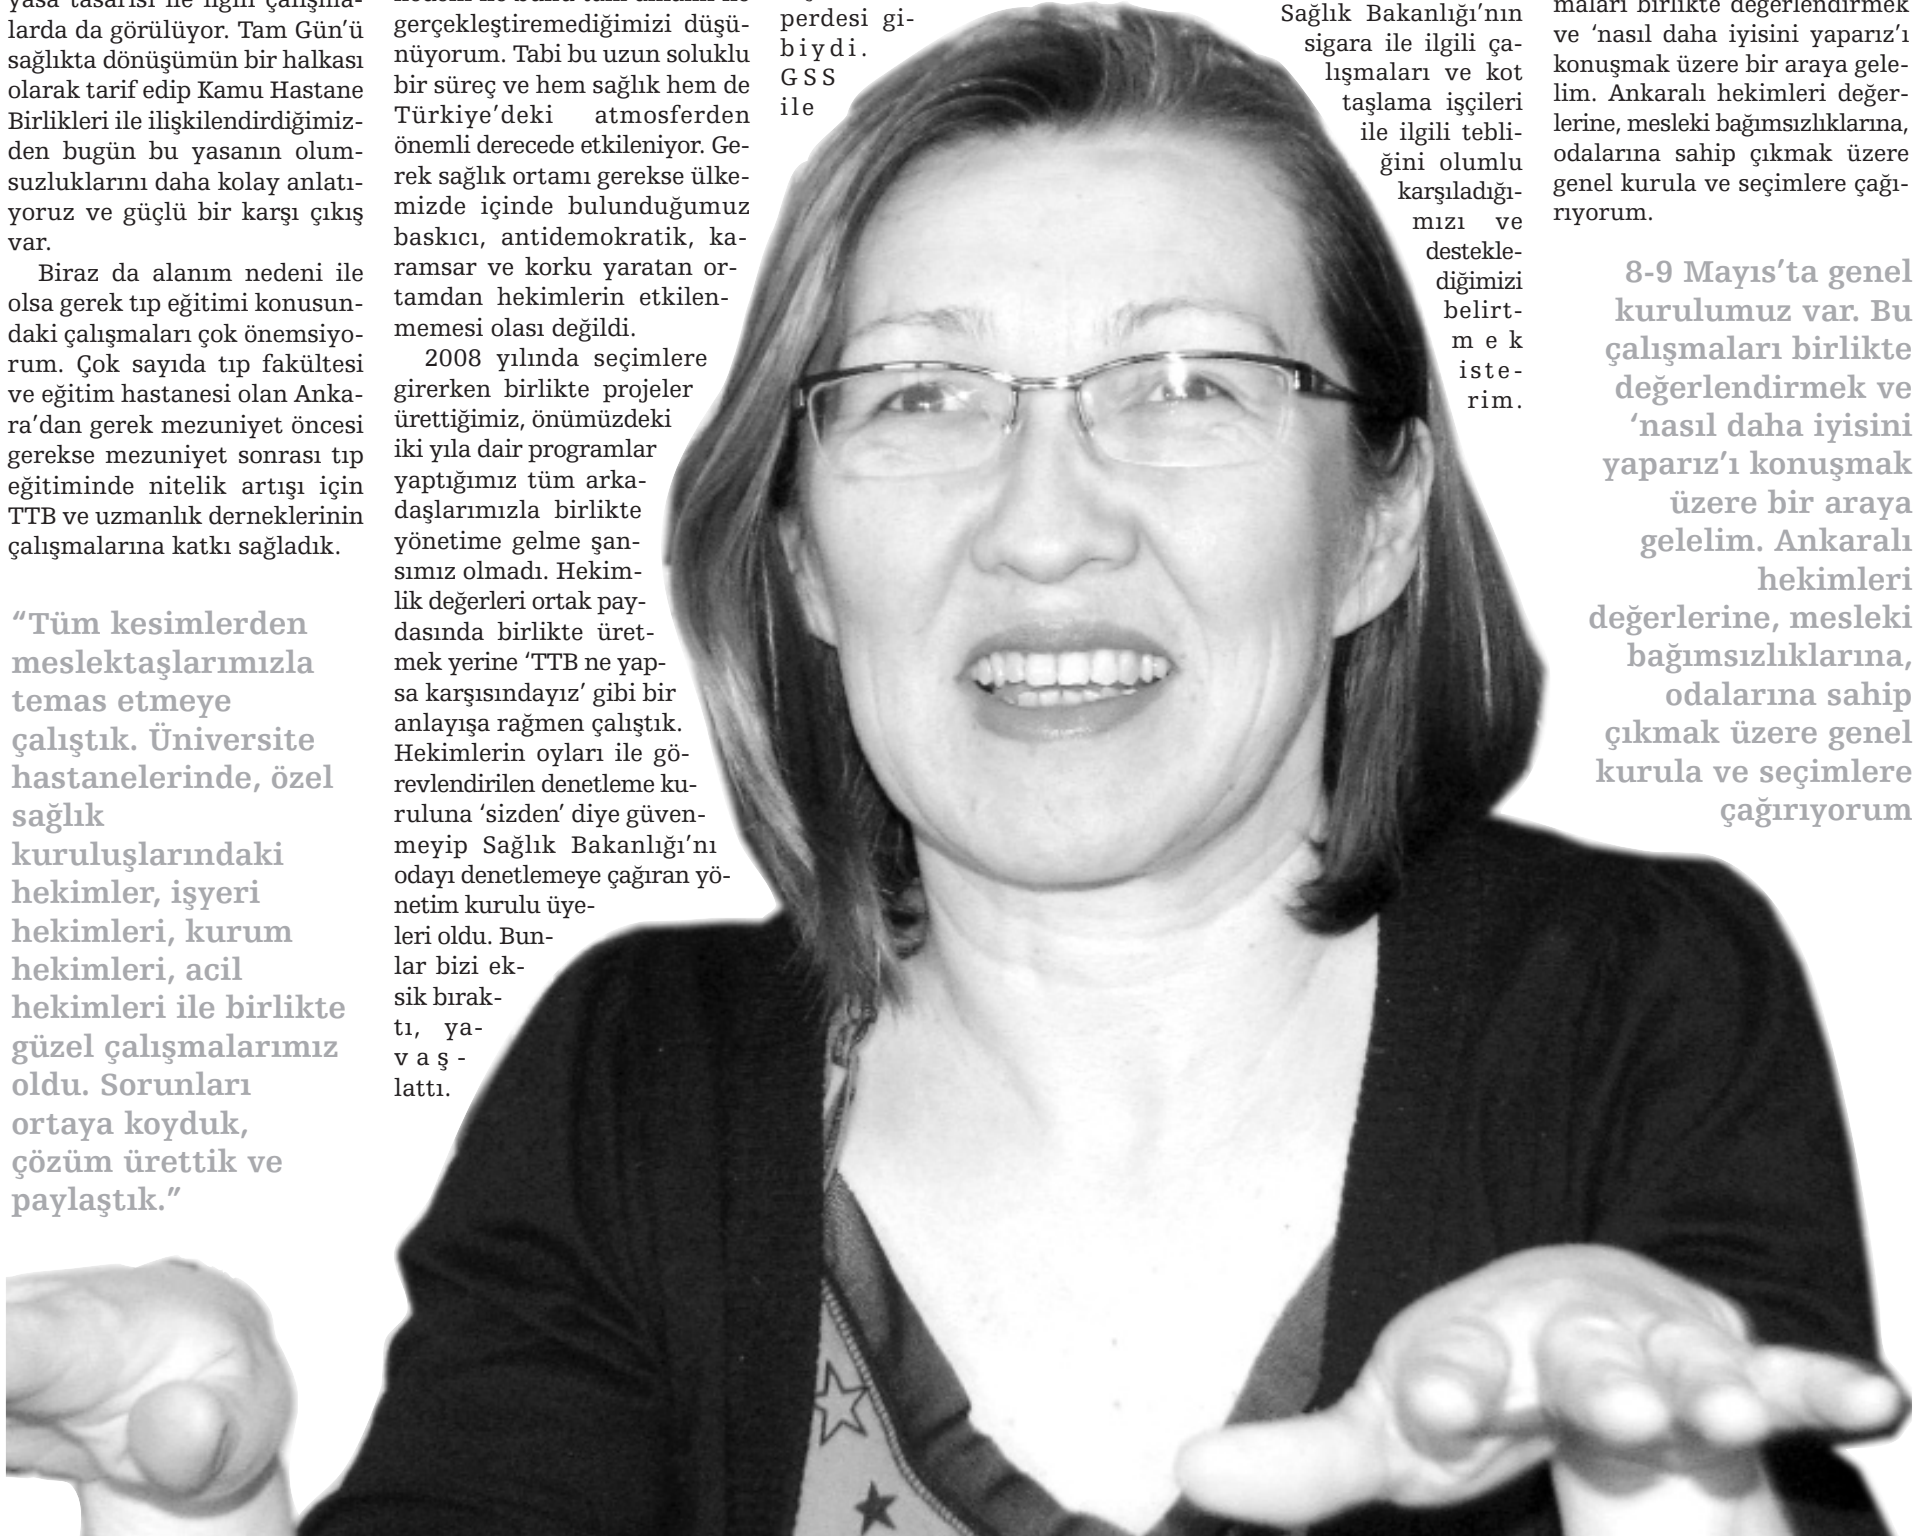 yasa tasarısı ile ilgili çalışma-
larda da görülüyor. Tam Gün'ü
sağlıkta dönüşümün bir halkası
olarak tarif edip Kamu Hastane
Birlikleri ile ilişkilendirdiğimiz-
den bugün bu yasanın olum-
suzluklarını daha kolay anlatı-
yoruz ve güçlü bir karşı çıkış
var.
Biraz da alanım nedeni ile
olsa gerek tıp eğitimi konusun-
daki çalışmaları çok önemsiyo-
rum. Çok sayıda tıp fakültesi
ve eğitim hastanesi olan Anka-
ra'dan gerek mezuniyet öncesi
gerekse mezuniyet sonrası tıp
eğitiminde nitelik artışı için
TTB ve uzmanlık derneklerinin
çalışmalarına katkı sağladık.
“Tüm kesimlerden
meslektaşlarımızla
temas etmeye
çalıştık. Üniversite
hastanelerinde, özel
sağlık
kuruluşlarındaki
hekimler, işyeri
hekimleri, kurum
hekimleri, acil
hekimleri ile birlikte
güzel çalışmalarımız
oldu. Sorunları
ortaya koyduk,
çözüm ürettik ve
paylaştık.”
gerçekleştiremediğimizi düşü-
nüyorum. Tabi bu uzun soluklu
bir süreç ve hem sağlık hem de
Türkiye'deki atmosferden
önemli derecede etkileniyor. Ge-
rek sağlık ortamı gerekse ülke-
mizde içinde bulunduğumuz
baskıcı, antidemokratik, ka-
ramsar ve korku yaratan or-
tamdan hekimlerin etkilen-
memesi olası değildi.
2008 yılında seçimlere
girerken birlikte projeler
ürettiğimiz, önümüzdeki
iki yıla dair programlar
yaptığımız tüm arka-
daşlarımızla birlikte
yönetime gelme şan-
sımız olmadı. Hekim-
lik değerleri ortak pay-
dasında birlikte üret-
mek yerine ‘TTB ne yap-
sa karşısındayız’ gibi bir
anlayışa rağmen çalıştık.
Hekimlerin oyları ile gö-
revlendirilen denetleme ku-
ruluna ‘sizden’ diye güven-
meyip Sağlık Bakanlığı'nı
odayı denetlemeye çağıran yö-
netim kurulu üye-
leri oldu. Bun-
lar bizi ek-
sik bırak-
tı, ya-
vaş-
lattı.
perdesi gi-
biydi.
GSS
ile
Sağlık Bakanlığı'nın
sigara ile ilgili ça-
lışmaları ve kot
taşlama işçileri
ile ilgili tebli-
ğini olumlu
karşıladığı-
mızı ve
destekle-
diğimizi
belirt-
mek
iste-
rim.
maları birlikte değerlendirmek
ve ‘nasıl daha iyisini yaparız’ı
konuşmak üzere bir araya gele-
lim. Ankaralı hekimleri değer-
lerine, mesleki bağımsızlıklarına,
odalarına sahip çıkmak üzere
genel kurula ve seçimlere çağı-
rıyorum.
8-9 Mayıs’ta genel
kurulumuz var. Bu
çalışmaları birlikte
değerlendirmek ve
‘nasıl daha iyisini
yaparız’ı konuşmak
üzere bir araya
gelelim. Ankaralı
hekimleri
değerlerine, mesleki
bağımsızlıklarına,
odalarına sahip
çıkmak üzere genel
kurula ve seçimlere
çağırıyorum